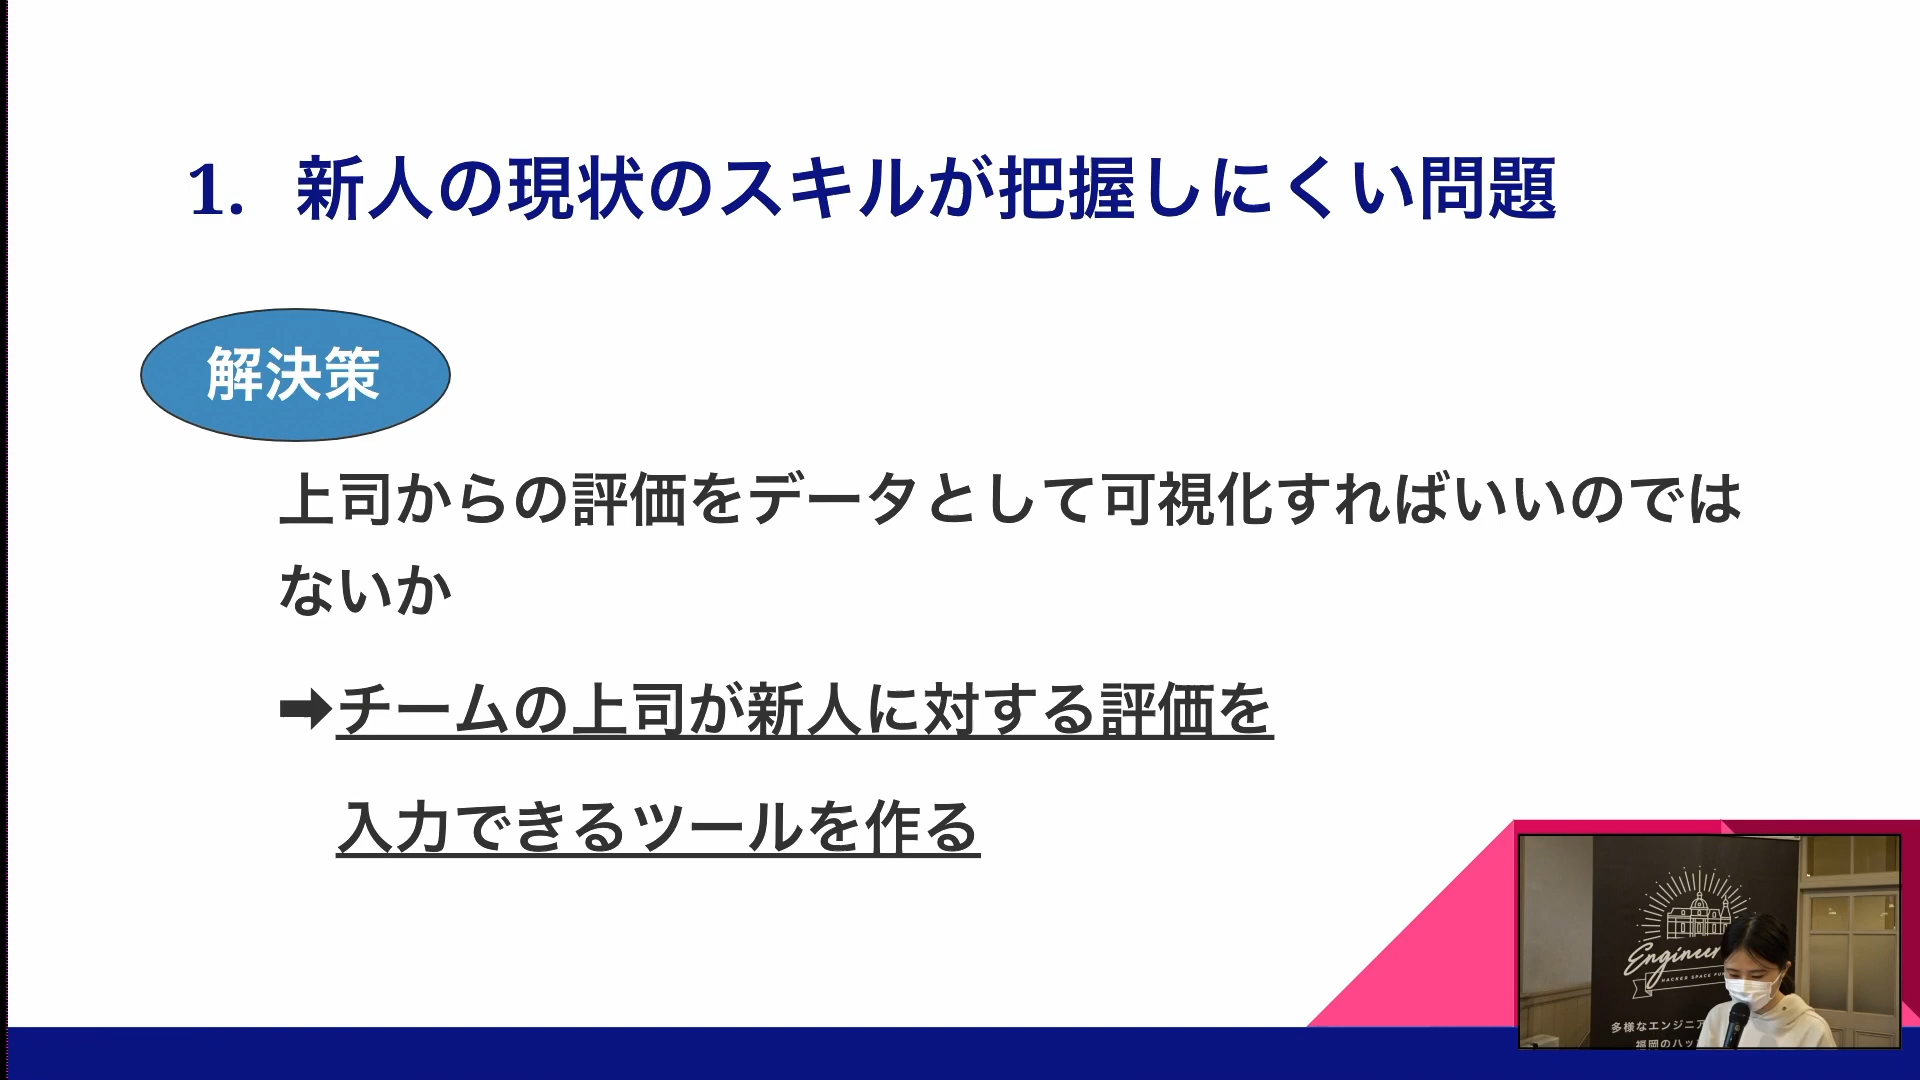 1. 新人の現状のスキルが把握しにくい問題
解決策
上司からの評価をデータとして可視化すればいいのでは
ないか
➡チームの上司が新人に対する評価を
入力できるツールを作る
Engineer
HACKER SPACE
多様なエンジニア
福岡のハッ